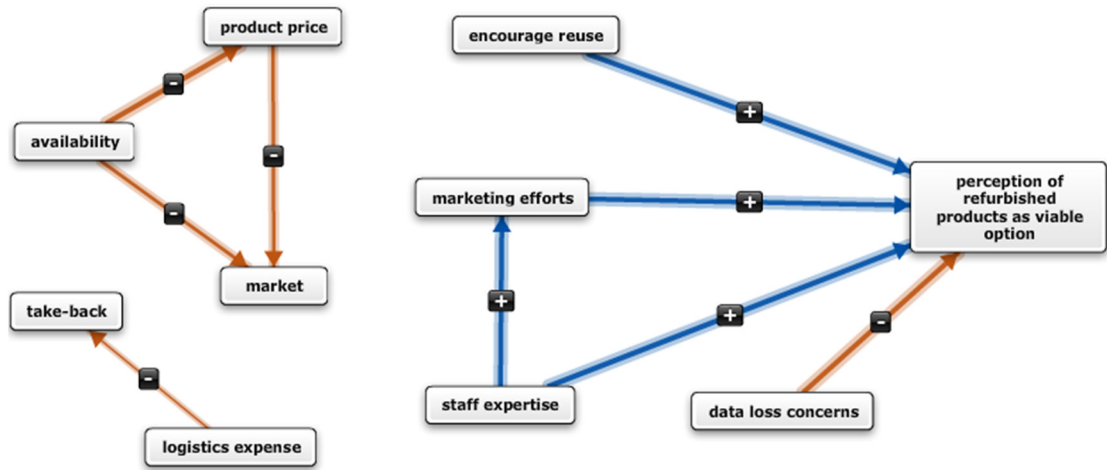 product price
encourage reuse
-
+
availability
-
perception of
refurbished
products as viable
option
marketing efforts
+
-
market
take-back
+
+
-
-
staff expertise
data loss concerns
logistics expense